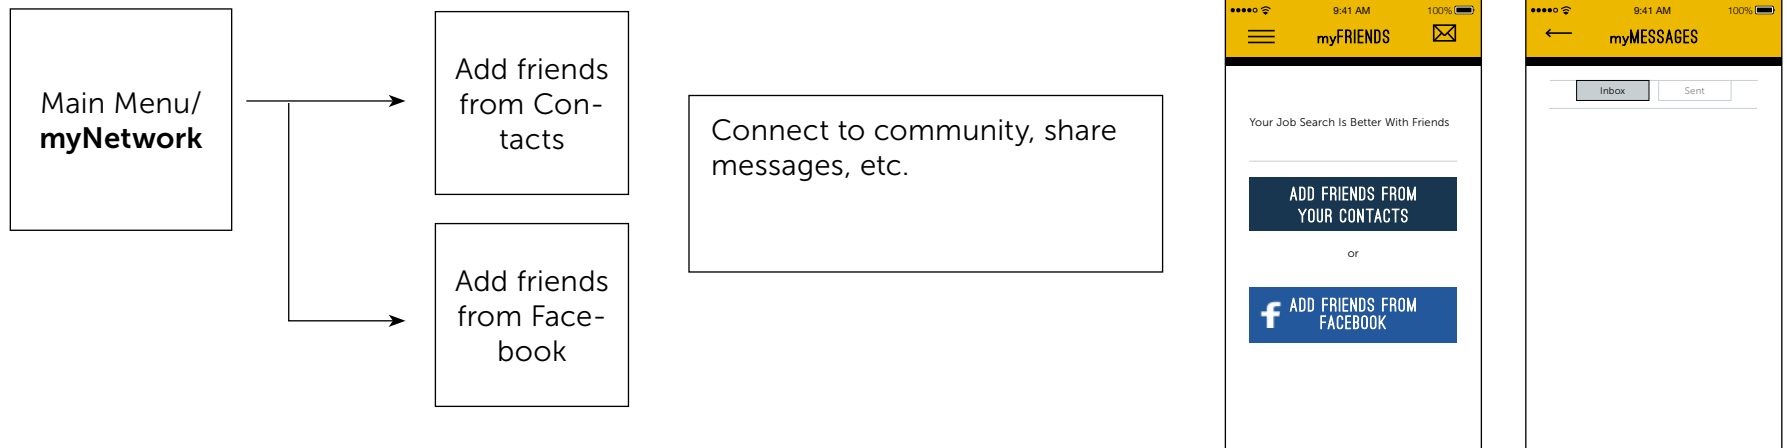 Main Menu/
myNetwork
Add friends
from Con-
tacts
Add friends
from Face-
book
Connect to community, share
messages, etc.
9:41 AM
100%
myFRIENDS
Your Job Search Is Better With Friends
ADD FRIENDS FROM
YOUR CONTACTS
or
f
ADD FRIENDS FROM
FACEBOOK
9:41 AM
100%
myMESSAGES
Inbox
Sent